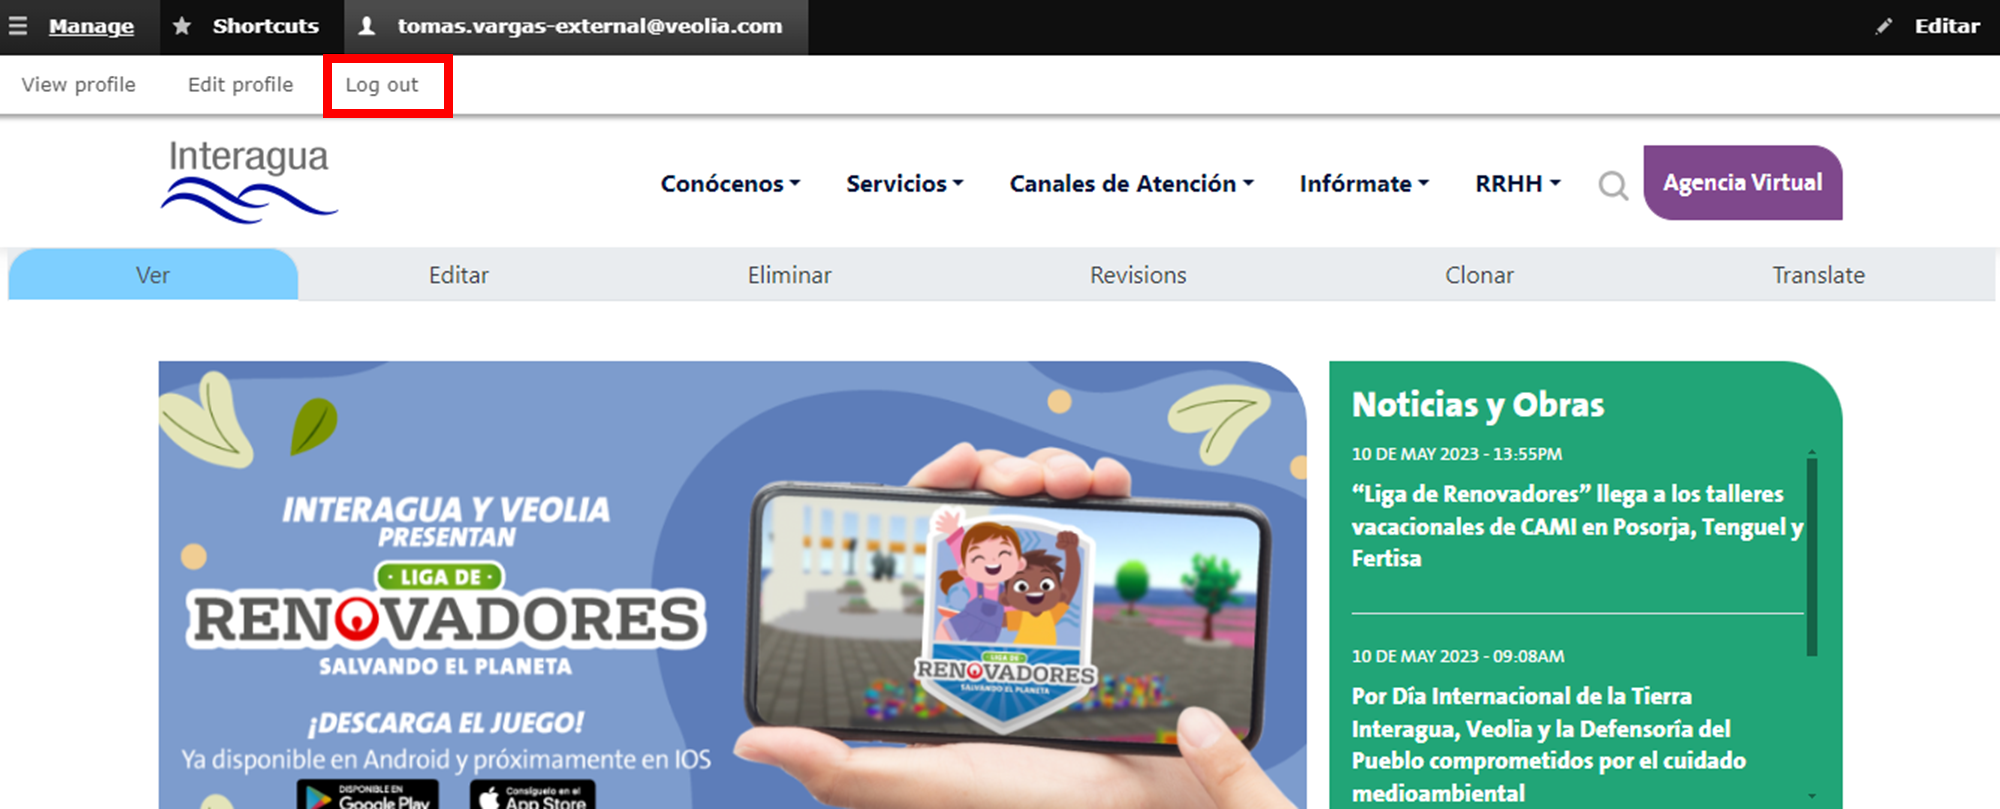 Manage
Shortcuts
tomas.vargas-external@veolia.com
Editar
View profile
Edit profile
Log out
Interagua
Conócenos
Servicios
Canales de Atención
Infórmate
RRHH
Agencia Virtual
Ver
Editar
Eliminar
Revisions
Clonar
Translate
INTERAGUA Y VEOLIA
PRESENTAN
· LIGA DE ·
RENOVADORES
SALVANDO EL PLANETA
¡DESCARGA EL JUEGO!
Ya disponible en Android y próximamente en IOS
DISPONIBLE EN
Google Play
Consíguelo en el
App Store
LIGA DE
RENOVADORES
SALVANDO EL PLANETA
Noticias y Obras
10 DE MAY 2023 - 13:55PM
“Liga de Renovadores” llega a los talleres
vacacionales de CAMI en Posorja, Tenguel y
Fertisa
10 DE MAY 2023 - 09:08AM
Por Día Internacional de la Tierra
Interagua, Veolia y la Defensoría del
Pueblo comprometidos por el cuidado
medioambiental